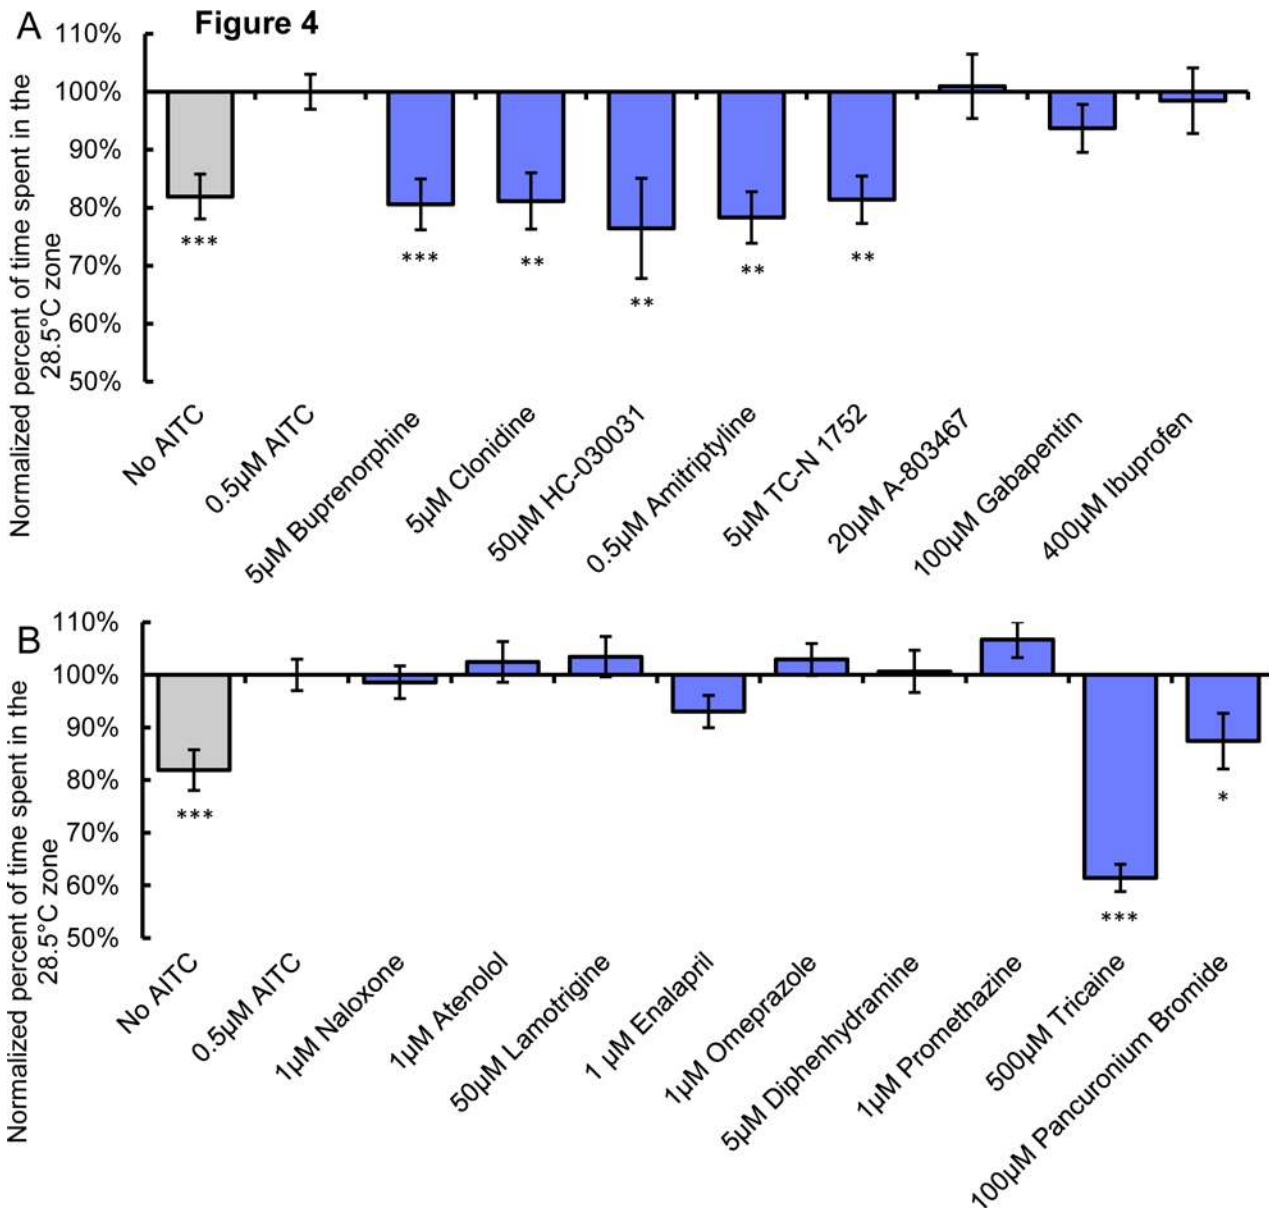 A
Figure 4
Normalized percent of time spent in the
28.5°C zone
110%
100%
90%
80%
70%
60%
50%
***
***
**
**
**
**
No AITC
0.5µM AITC
5µM Buprenorphine
5µM Clonidine
50µM HC-030031
0.5µM Amitriptyline
5µM TC-N 1752
20µM A-803467
100µM Gabapentin
400µM Ibuprofen
B
Normalized percent of time spent in the
28.5°C zone
110%
100%
90%
80%
70%
60%
50%
***
***
*
No AITC
0.5µM AITC
1µM Naloxone
1µM Atenolol
50µM Lamotrigine
1 µM Enalapril
1µM Omeprazole
5µM Diphenhydramine
1µM Promethazine
500µM Tricaine
100µM Pancuronium Bromide